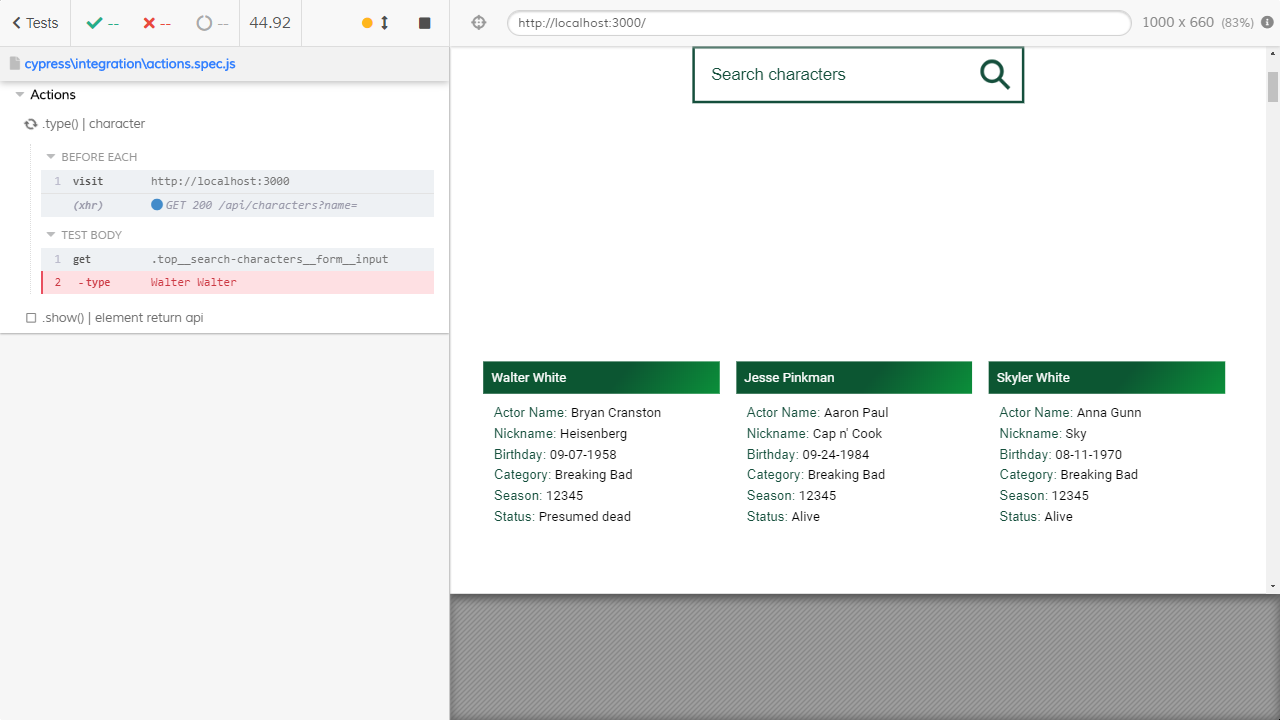 Tests -- -- -- 44.92
cypress\integration\actions.spec.js
Actions
.type() | character
BEFORE EACH
1 visit http://localhost:3000
(xhr) GET 200 /api/characters?name=
TEST BODY
1 get .top__search-characters__form__input
2 -type Walter Walter
.show() | element return api
http://localhost:3000/ 1000 x 660 (83%)
Search characters
Walter White
Actor Name: Bryan Cranston
Nickname: Heisenberg
Birthday: 09-07-1958
Category: Breaking Bad
Season: 12345
Status: Presumed dead
Jesse Pinkman
Actor Name: Aaron Paul
Nickname: Cap n' Cook
Birthday: 09-24-1984
Category: Breaking Bad
Season: 12345
Status: Alive
Skyler White
Actor Name: Anna Gunn
Nickname: Sky
Birthday: 08-11-1970
Category: Breaking Bad
Season: 12345
Status: Alive